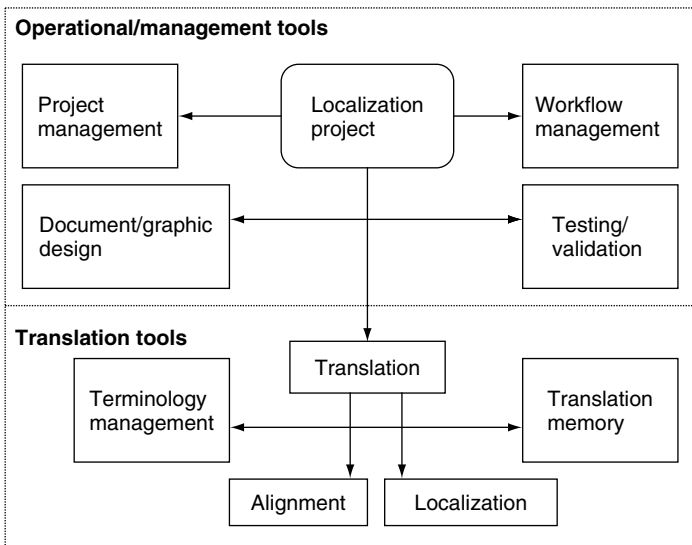 Operational/management tools
Project
management
Localization
project
Workflow
management
Document/graphic
design
Testing/
validation
Translation tools
Translation
Terminology
management
Translation
memory
Alignment
Localization